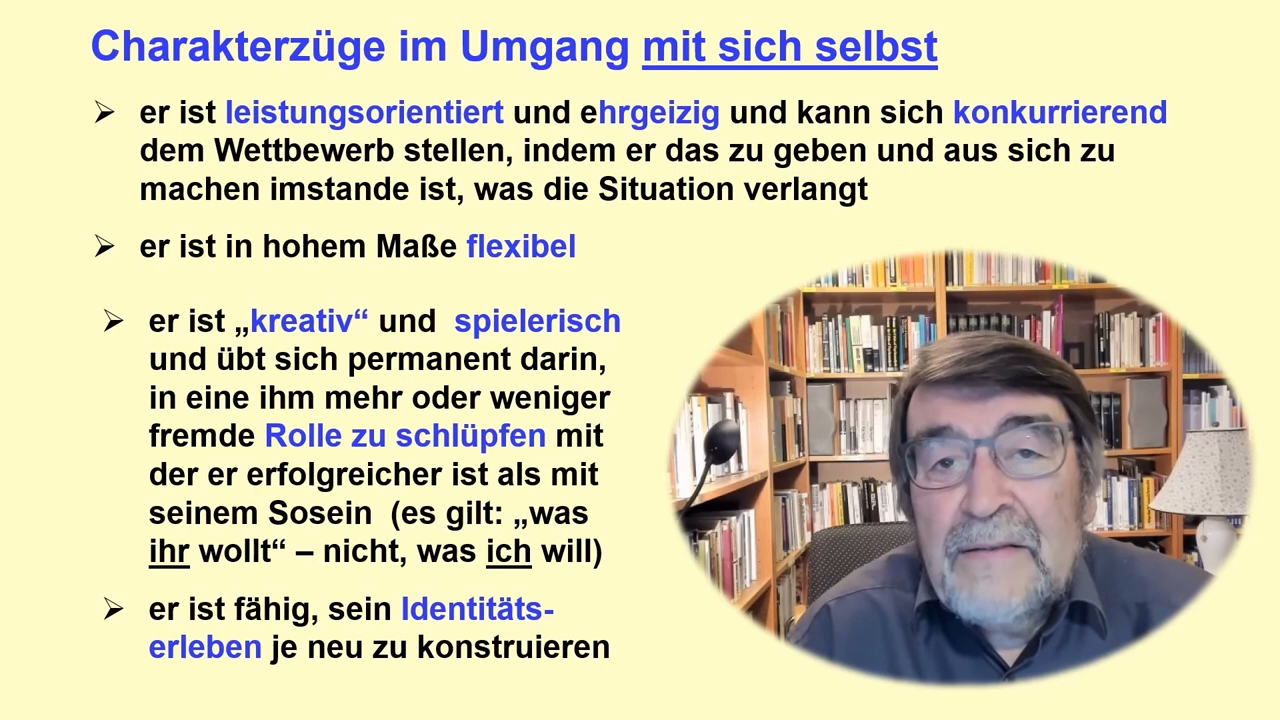 Charakterzüge im Umgang mit sich selbst
➢ er ist leistungsorientiert und ehrgeizig und kann sich konkurrierend
dem Wettbewerb stellen, indem er das zu geben und aus sich zu
machen imstande ist, was die Situation verlangt
➢ er ist in hohem Maße flexibel
➢ er ist „kreativ“ und spielerisch
und übt sich permanent darin,
in eine ihm mehr oder weniger
fremde Rolle zu schlüpfen mit
der er erfolgreicher ist als mit
seinem Sosein (es gilt: „was
ihr wollt“ – nicht, was ich will)
➢ er ist fähig, sein Identitäts-
erleben je neu zu konstruieren